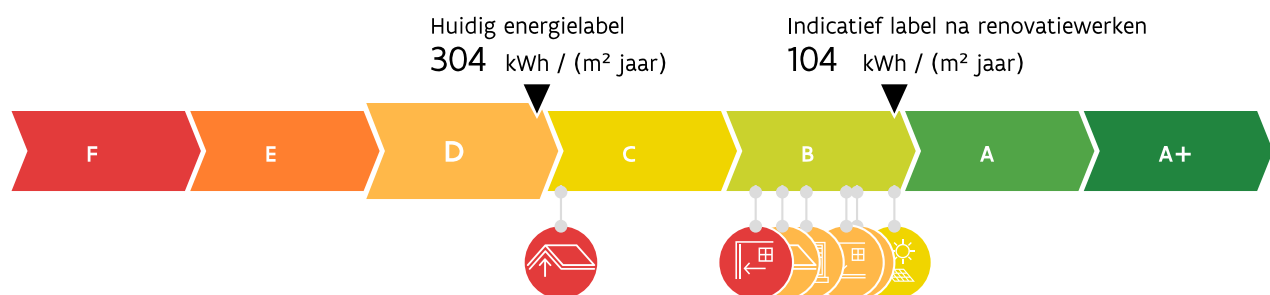 Huidig energielabel
304 kWh / (m² jaar)
Indicatief label na renovatiewerken
104 kWh / (m² jaar)
F E D C B A A+